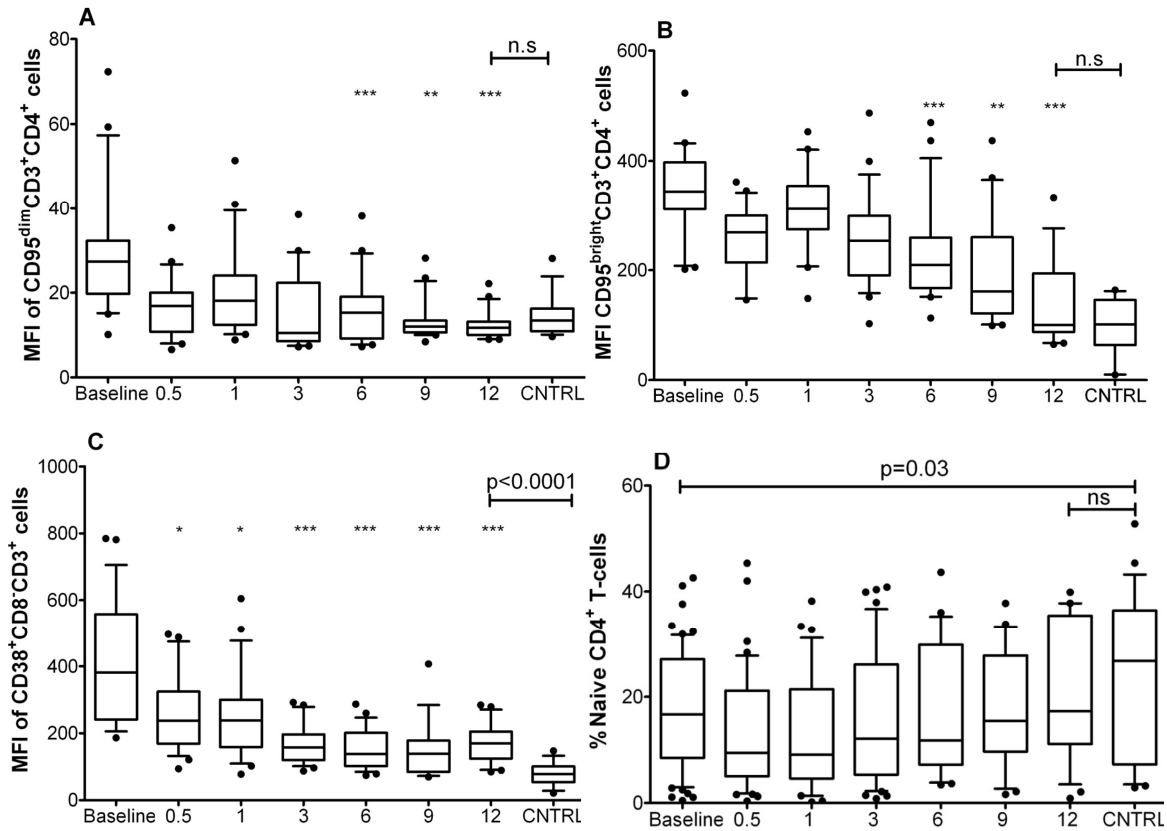 A
MFI of CD95dimCD3+CD4+ cells
80
60
40
20
0
n.s
*** ** ***
Baseline 0.5 1 3 6 9 12 CNTRL
B
MFI CD95brightCD3+CD4+ cells
600
400
200
0
n.s
*** ** ***
Baseline 0.5 1 3 6 9 12 CNTRL
C
MFI of CD38+CD8-CD3+ cells
1000
800
600
400
200
0
p<0.0001
* * *** *** *** ***
Baseline 0.5 1 3 6 9 12 CNTRL
D
% Naive CD4+ T-cells
60
40
20
0
p=0.03
ns
Baseline 0.5 1 3 6 9 12 CNTRL